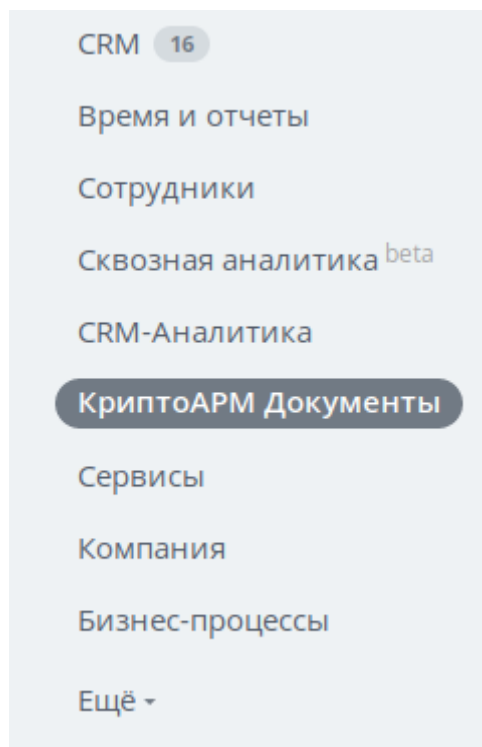 CRM 16
Время и отчеты
Сотрудники
Сквозная аналитика beta
CRM-Аналитика
КриптоАРМ Документы
Сервисы
Компания
Бизнес-процессы
Ещё